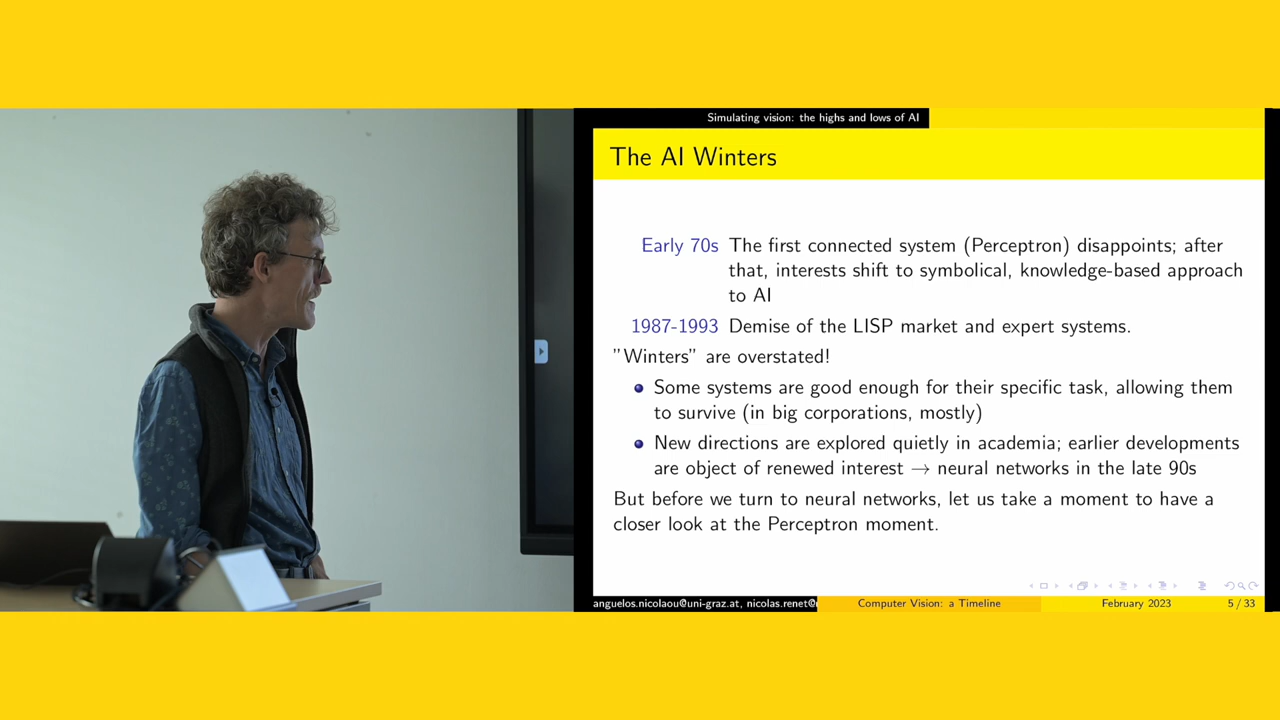 Simulating vision: the highs and lows of AI
The AI Winters
Early 70s The first connected system (Perceptron) disappoints; after
that, interests shift to symbolical, knowledge-based approach
to AI
1987-1993 Demise of the LISP market and expert systems.
"Winters" are overstated!
Some systems are good enough for their specific task, allowing them
to survive (in big corporations, mostly)
New directions are explored quietly in academia; earlier developments
are object of renewed interest → neural networks in the late 90s
But before we turn to neural networks, let us take a moment to have a
closer look at the Perceptron moment.
anguelos.nicolaou@uni-graz.at, nicolas.renet@ Computer Vision: a Timeline February 2023 5 / 33